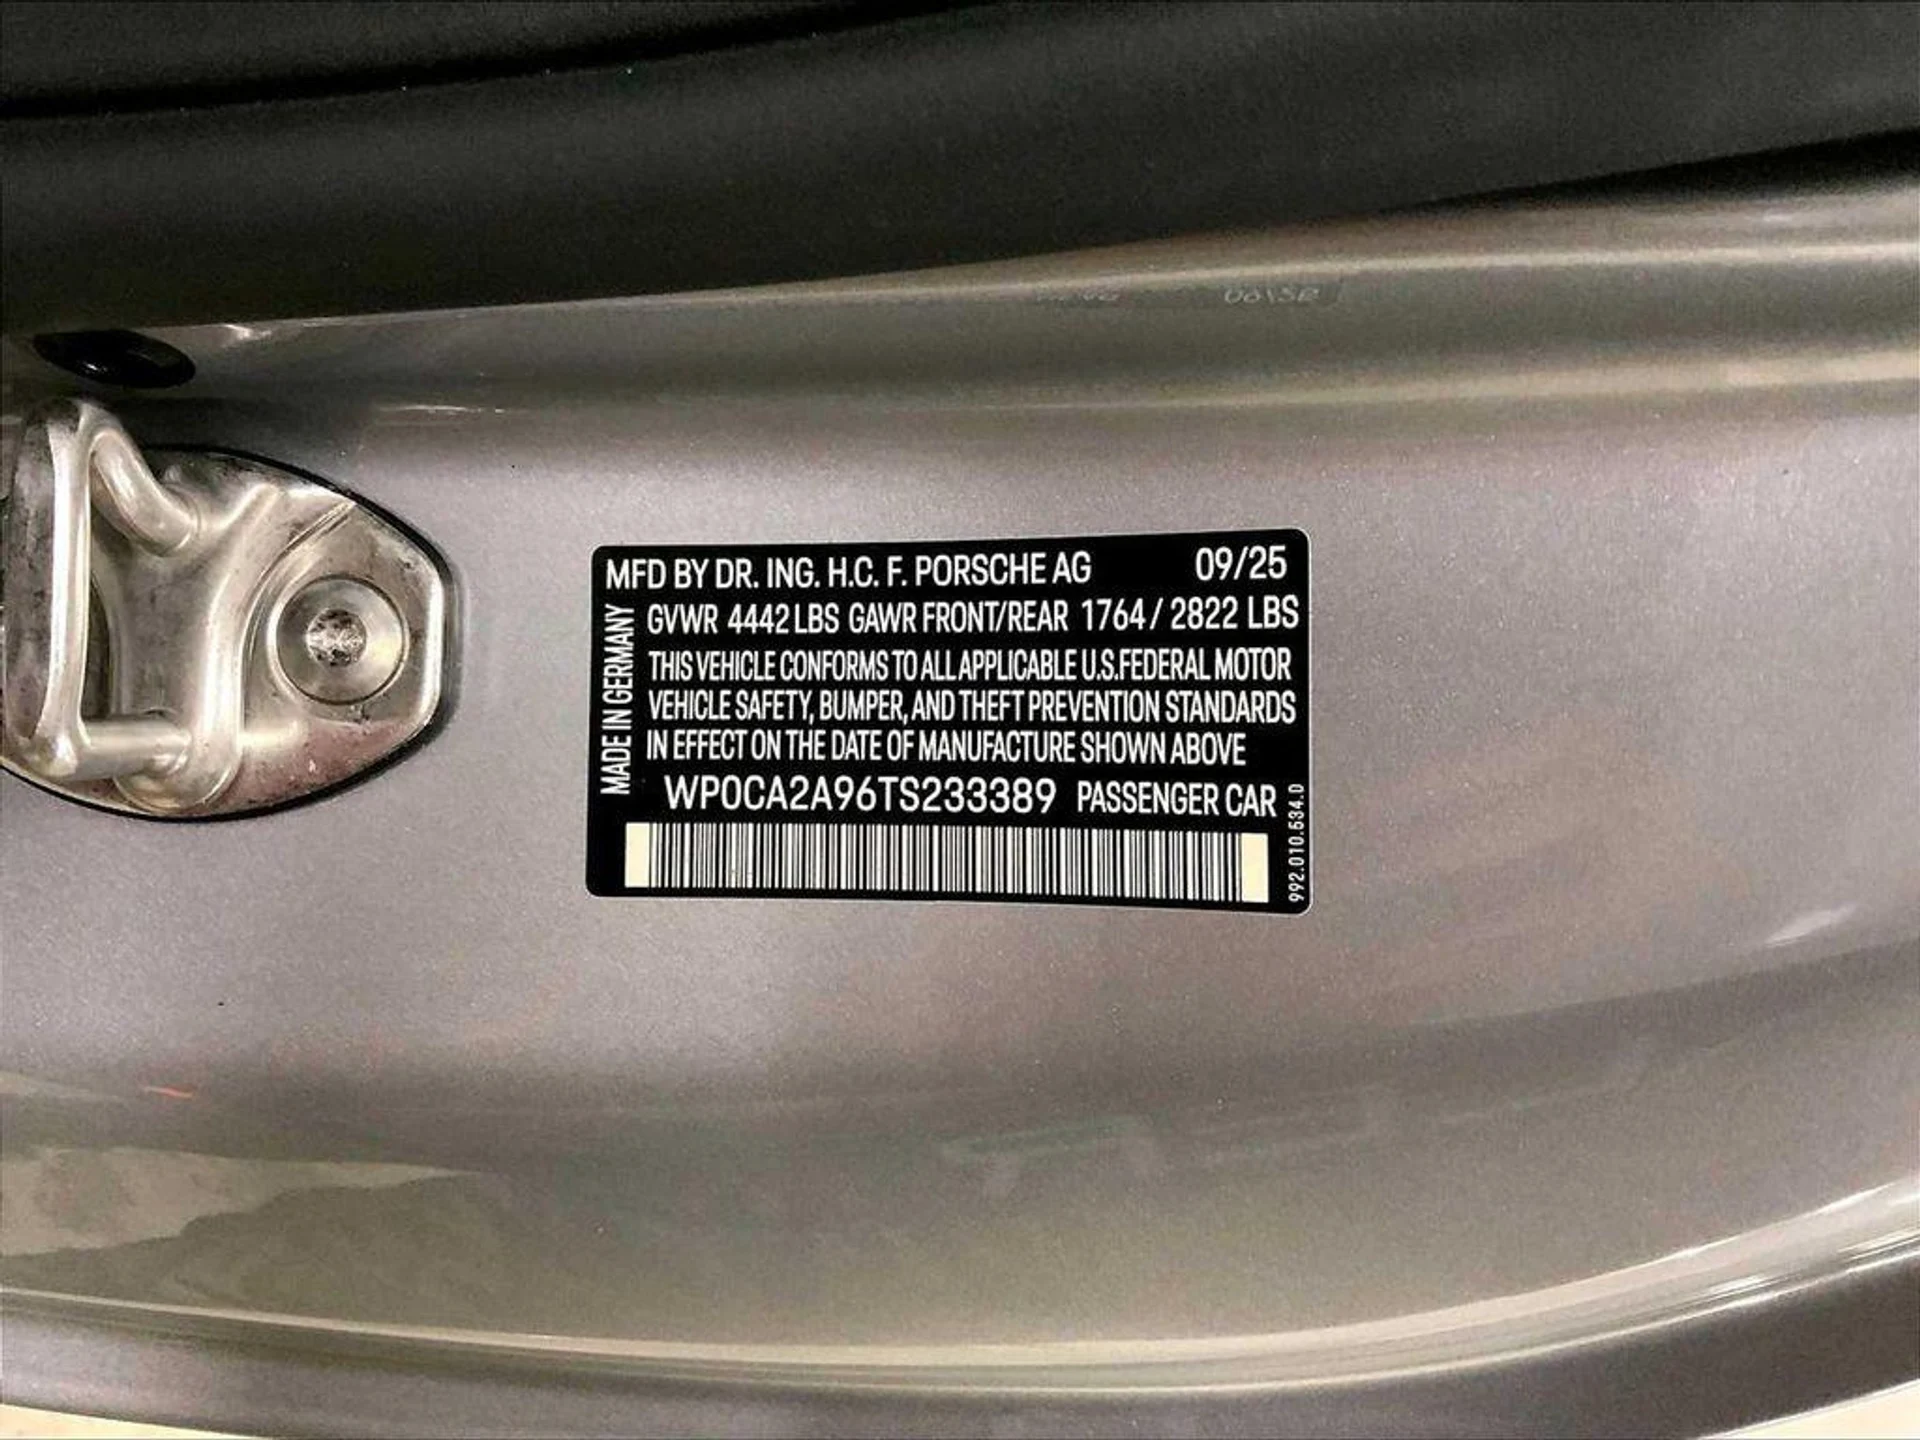 MFD BY DR. ING. H.C. F. PORSCHE AG 09/25
GVWR 4442 LBS GAWR FRONT/REAR 1764 / 2822 LBS
THIS VEHICLE CONFORMS TO ALL APPLICABLE U.S. FEDERAL MOTOR
VEHICLE SAFETY, BUMPER, AND THEFT PREVENTION STANDARDS
IN EFFECT ON THE DATE OF MANUFACTURE SHOWN ABOVE
WP0CA2A96TS233389 PASSENGER CAR
MADE IN GERMANY
992.010.534.0